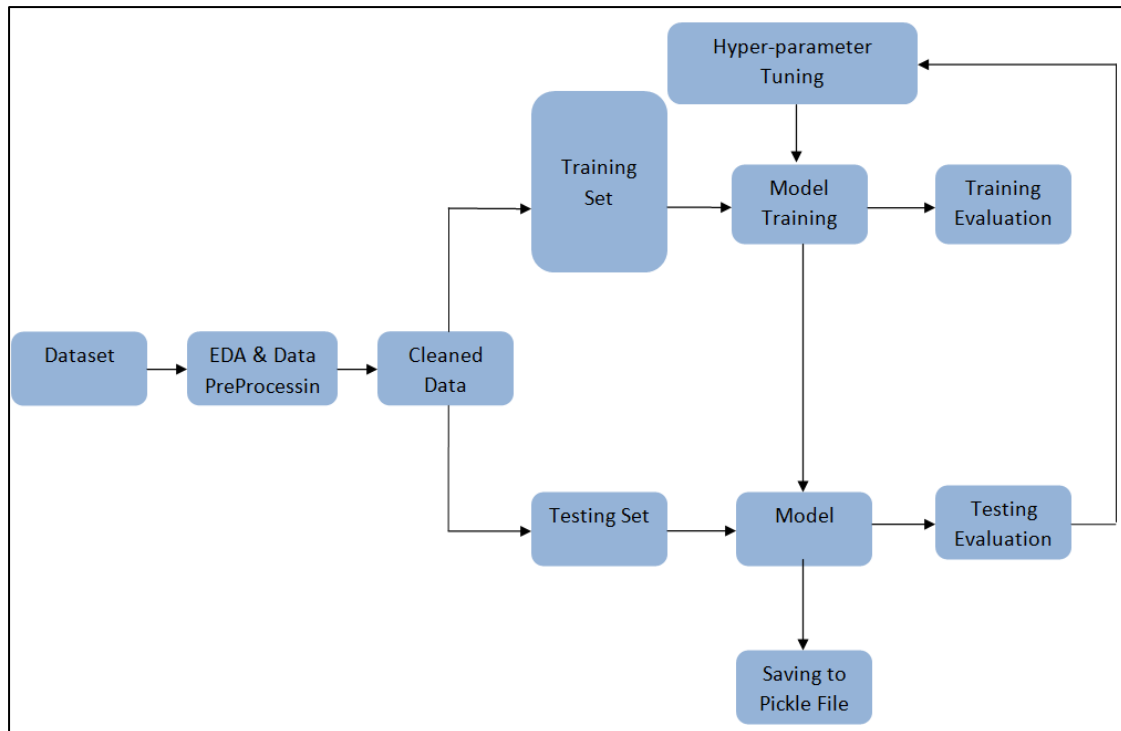 Hyper-parameter
Tuning
Training
Set
Model
Training
Training
Evaluation
Dataset
EDA & Data
PreProcessin
Cleaned
Data
Testing Set
Model
Testing
Evaluation
Saving to
Pickle File